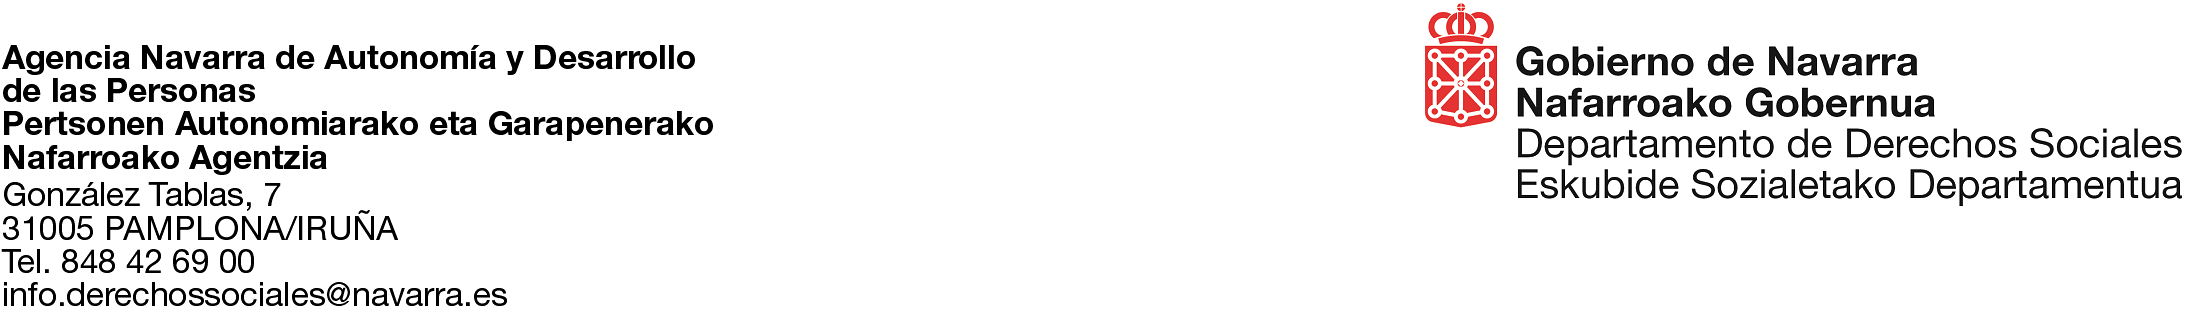 Agencia Navarra de Autonomía y Desarrollo
de las Personas
Pertsonen Autonomiarako eta Garapenerako
Nafarroako Agentzia
González Tablas, 7
31005 PAMPLONA/IRUÑA
Tel. 848 42 69 00
info.derechossociales@navarra.es
Gobierno de Navarra
Nafarroako Gobernua
Departamento de Derechos Sociales
Eskubide Sozialetako Departamentua